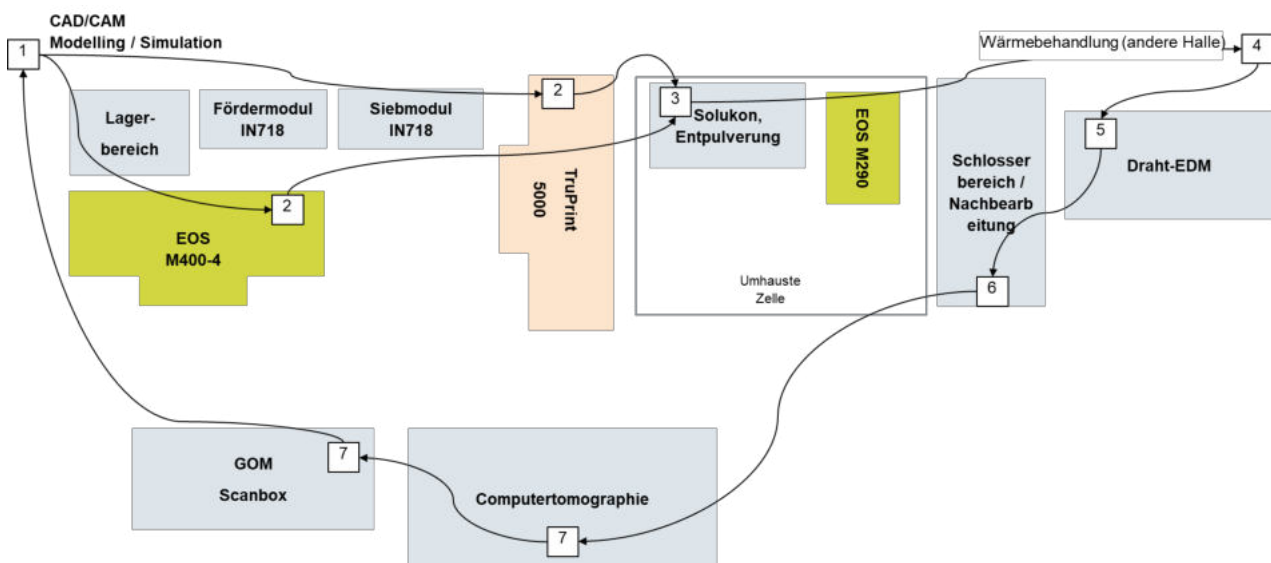 CAD/CAM
Modelling / Simulation
1
Wärmebehandlung (andere Halle)
4
Lager-
bereich
Fördermodul
IN718
Siebmodul
IN718
2
TruPrint
5000
3
Solukon,
Entpulverung
EOS M290
Schlosser
bereich /
Nachbearb
eitung
5
Draht-EDM
2
EOS
M400-4
Umhauste
Zelle
6
GOM
Scanbox
7
Computertomographie
7